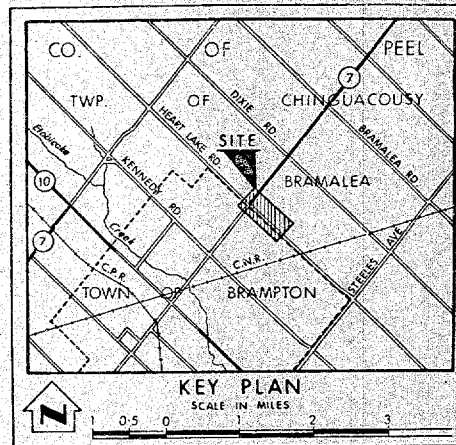 CO. OF PEEL
7
TWP. OF CHINGUACOUSY
DIXIE RD
BRAMALEA RD
HEART LAKE RD
Etobicoke
Creek
SITE
KENNEDY RD.
BRAMALEA
10
7
C.P.R.
C.N.R.
STEELES AVE
TOWN OF BRAMPTON
KEY PLAN
SCALE IN MILES
N
1 0·5 0 1 2 3